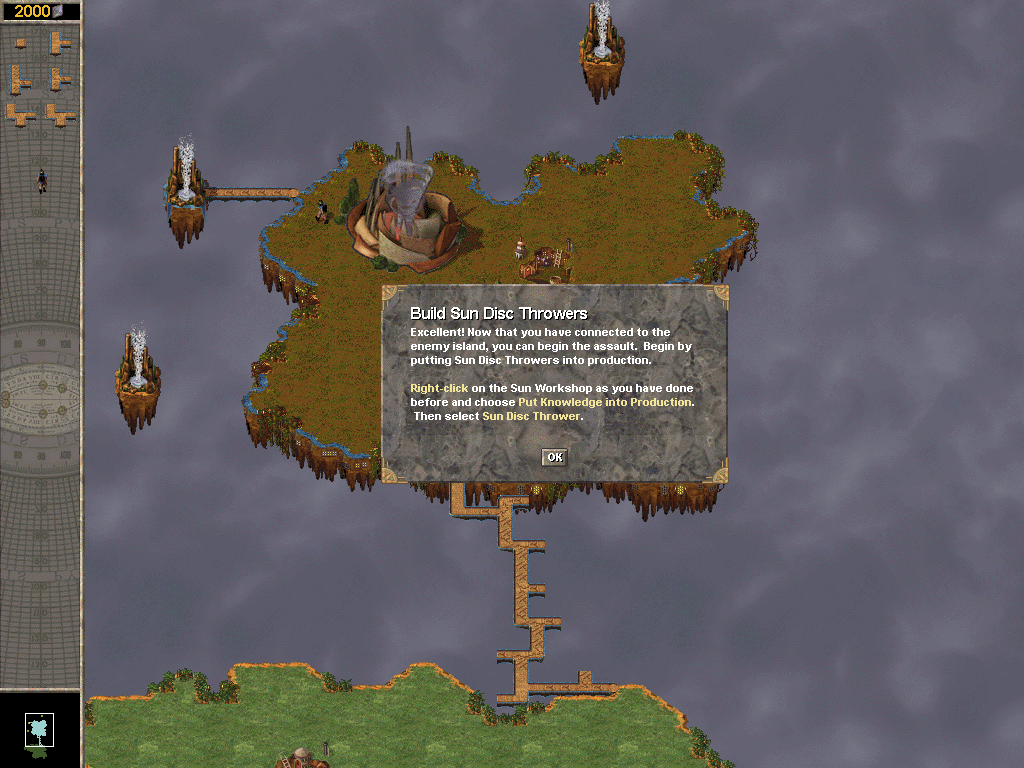 2000
Build Sun Disc Throwers
Excellent! Now that you have connected to the
enemy island, you can begin the assault. Begin by
putting Sun Disc Throwers into production.
Right-click on the Sun Workshop as you have done
before and choose Put Knowledge into Production.
Then select Sun Disc Thrower.
OK